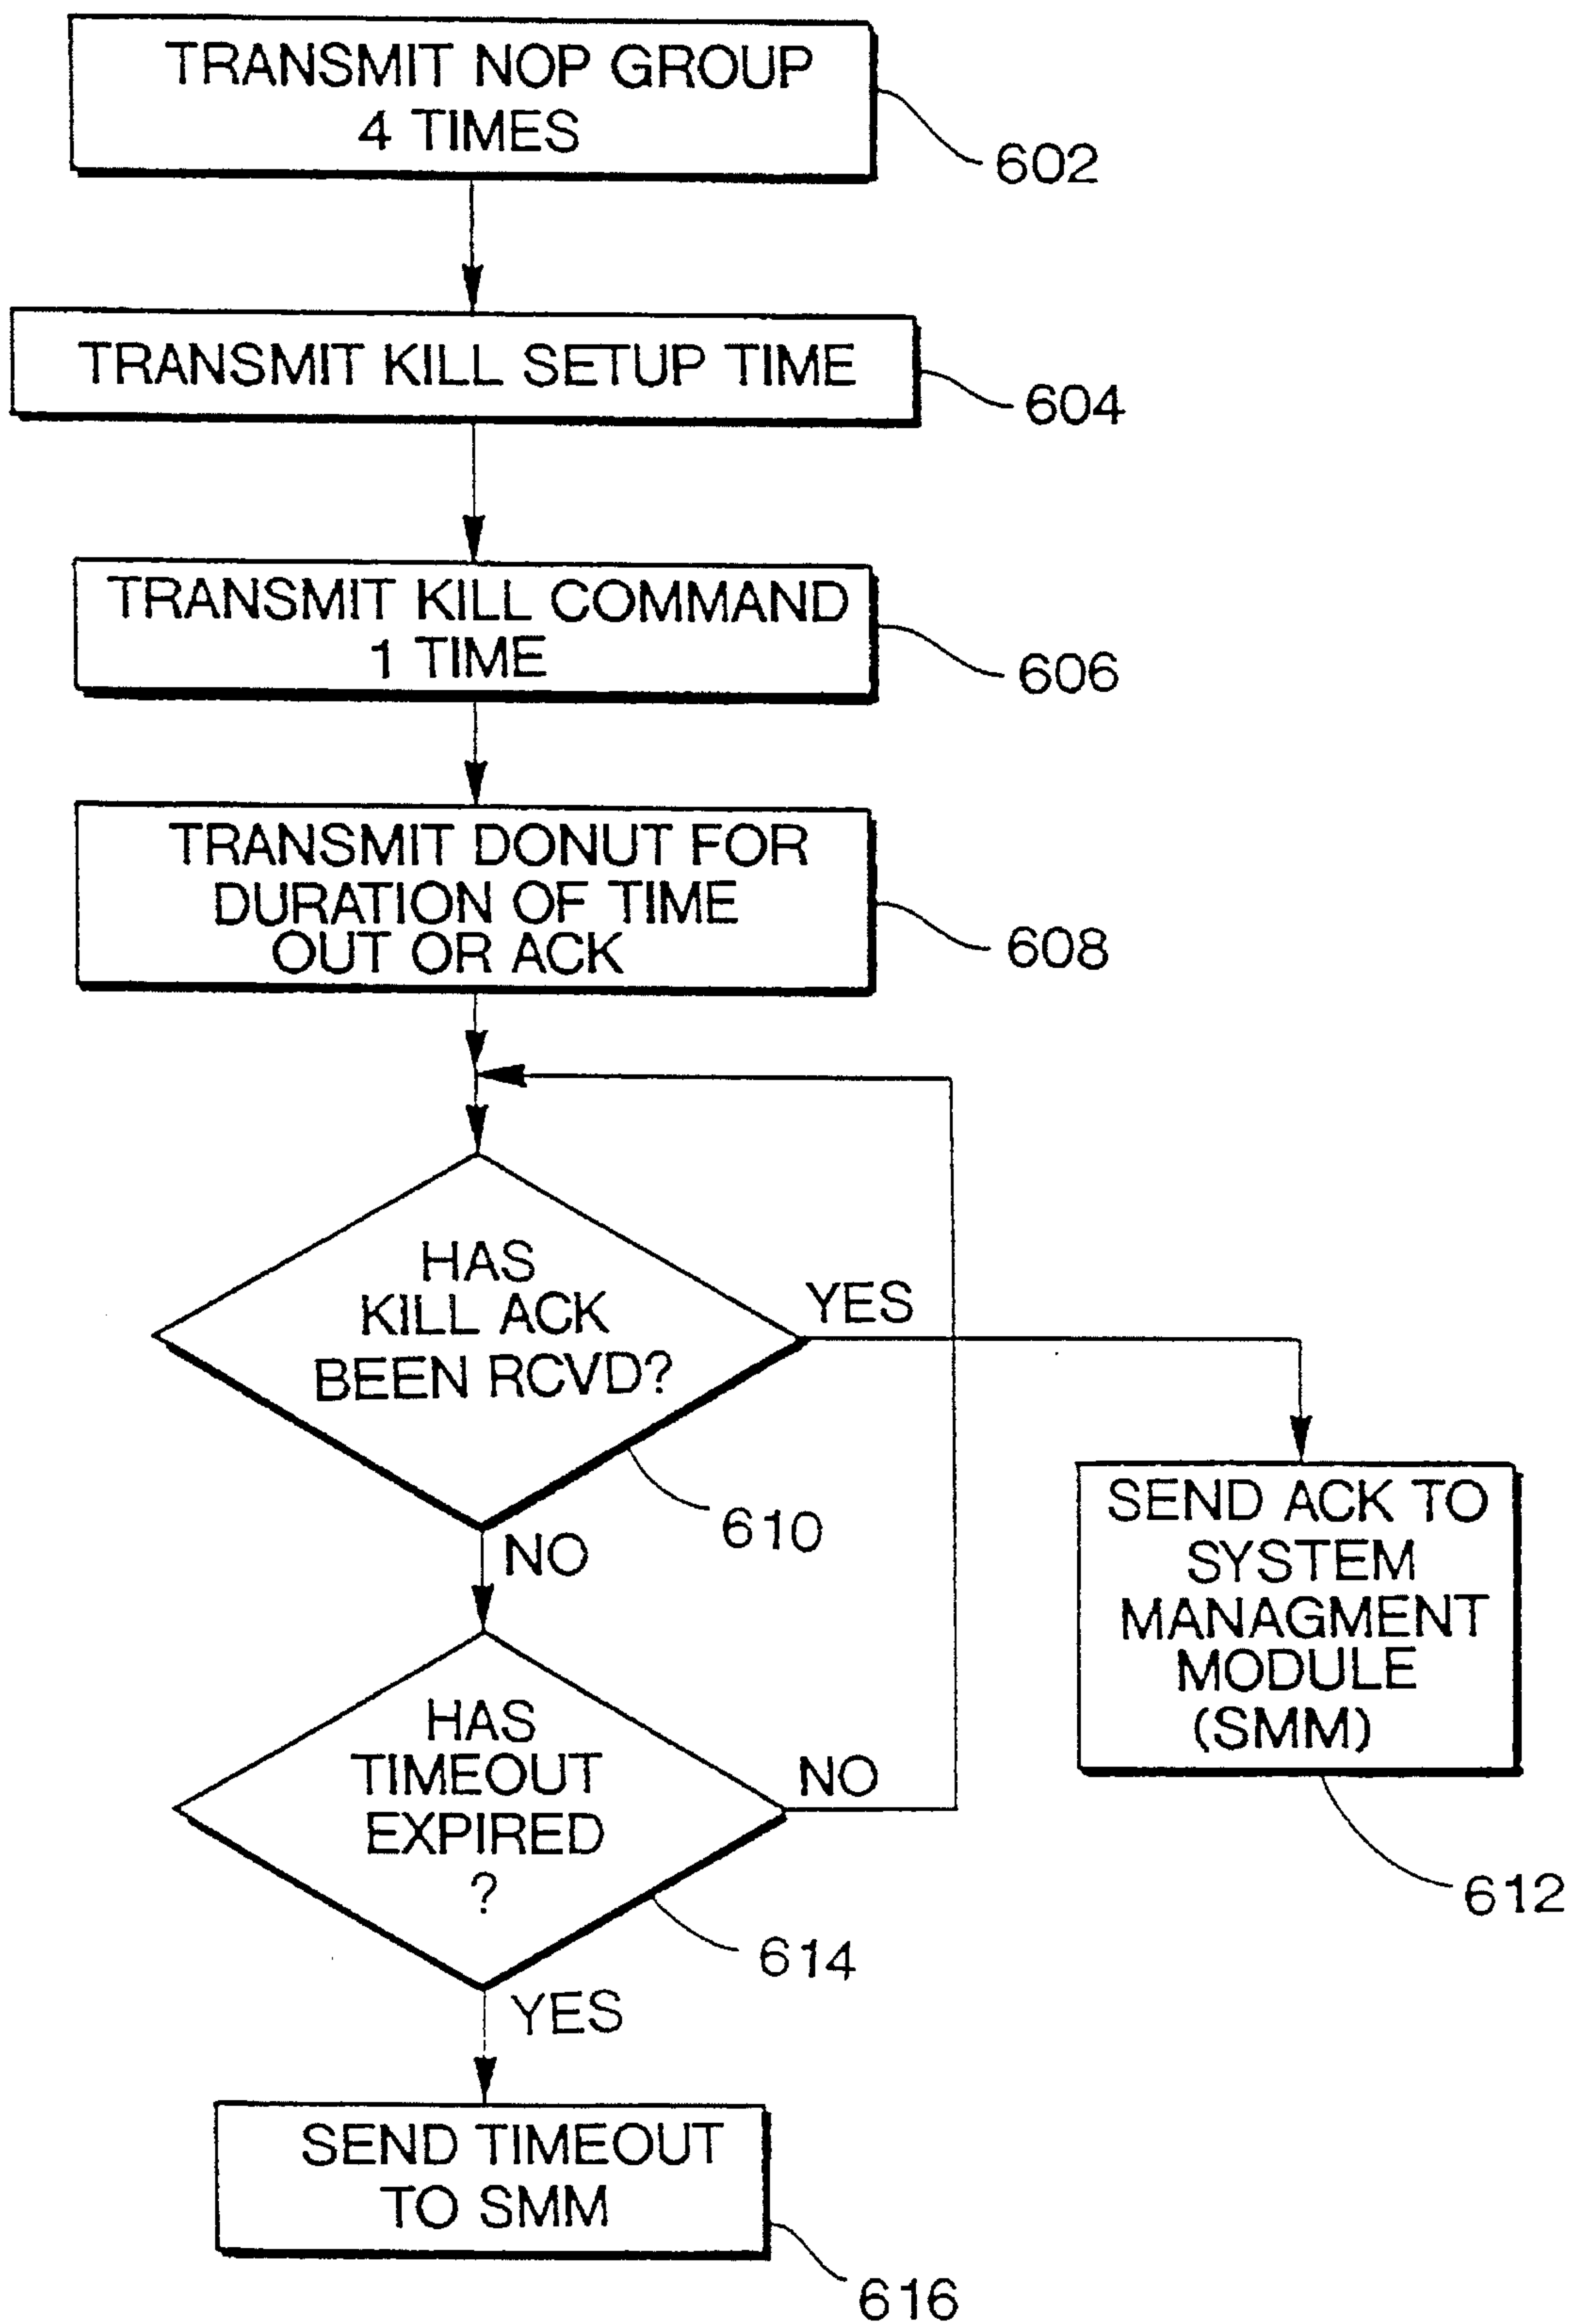 TRANSMIT NOP GROUP
4 TIMES
602
TRANSMIT KILL SETUP TIME
604
TRANSMIT KILL COMMAND
1 TIME
606
TRANSMIT DONUT FOR
DURATION OF TIME
OUT OR ACK
608
HAS
KILL ACK
BEEN RCVD?
YES
610
NO
SEND ACK TO
SYSTEM
MANAGMENT
MODULE
(SMM)
612
HAS
TIMEOUT
EXPIRED
?
NO
614
YES
SEND TIMEOUT
TO SMM
616